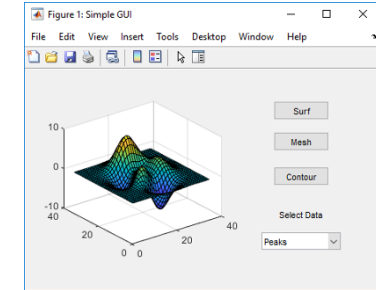 Figure 1: Simple GUI
File Edit View Insert Tools Desktop Window Help
Surf
Mesh
Contour
Select Data
Peaks
10
0
-10
40
20
0
0
20
40